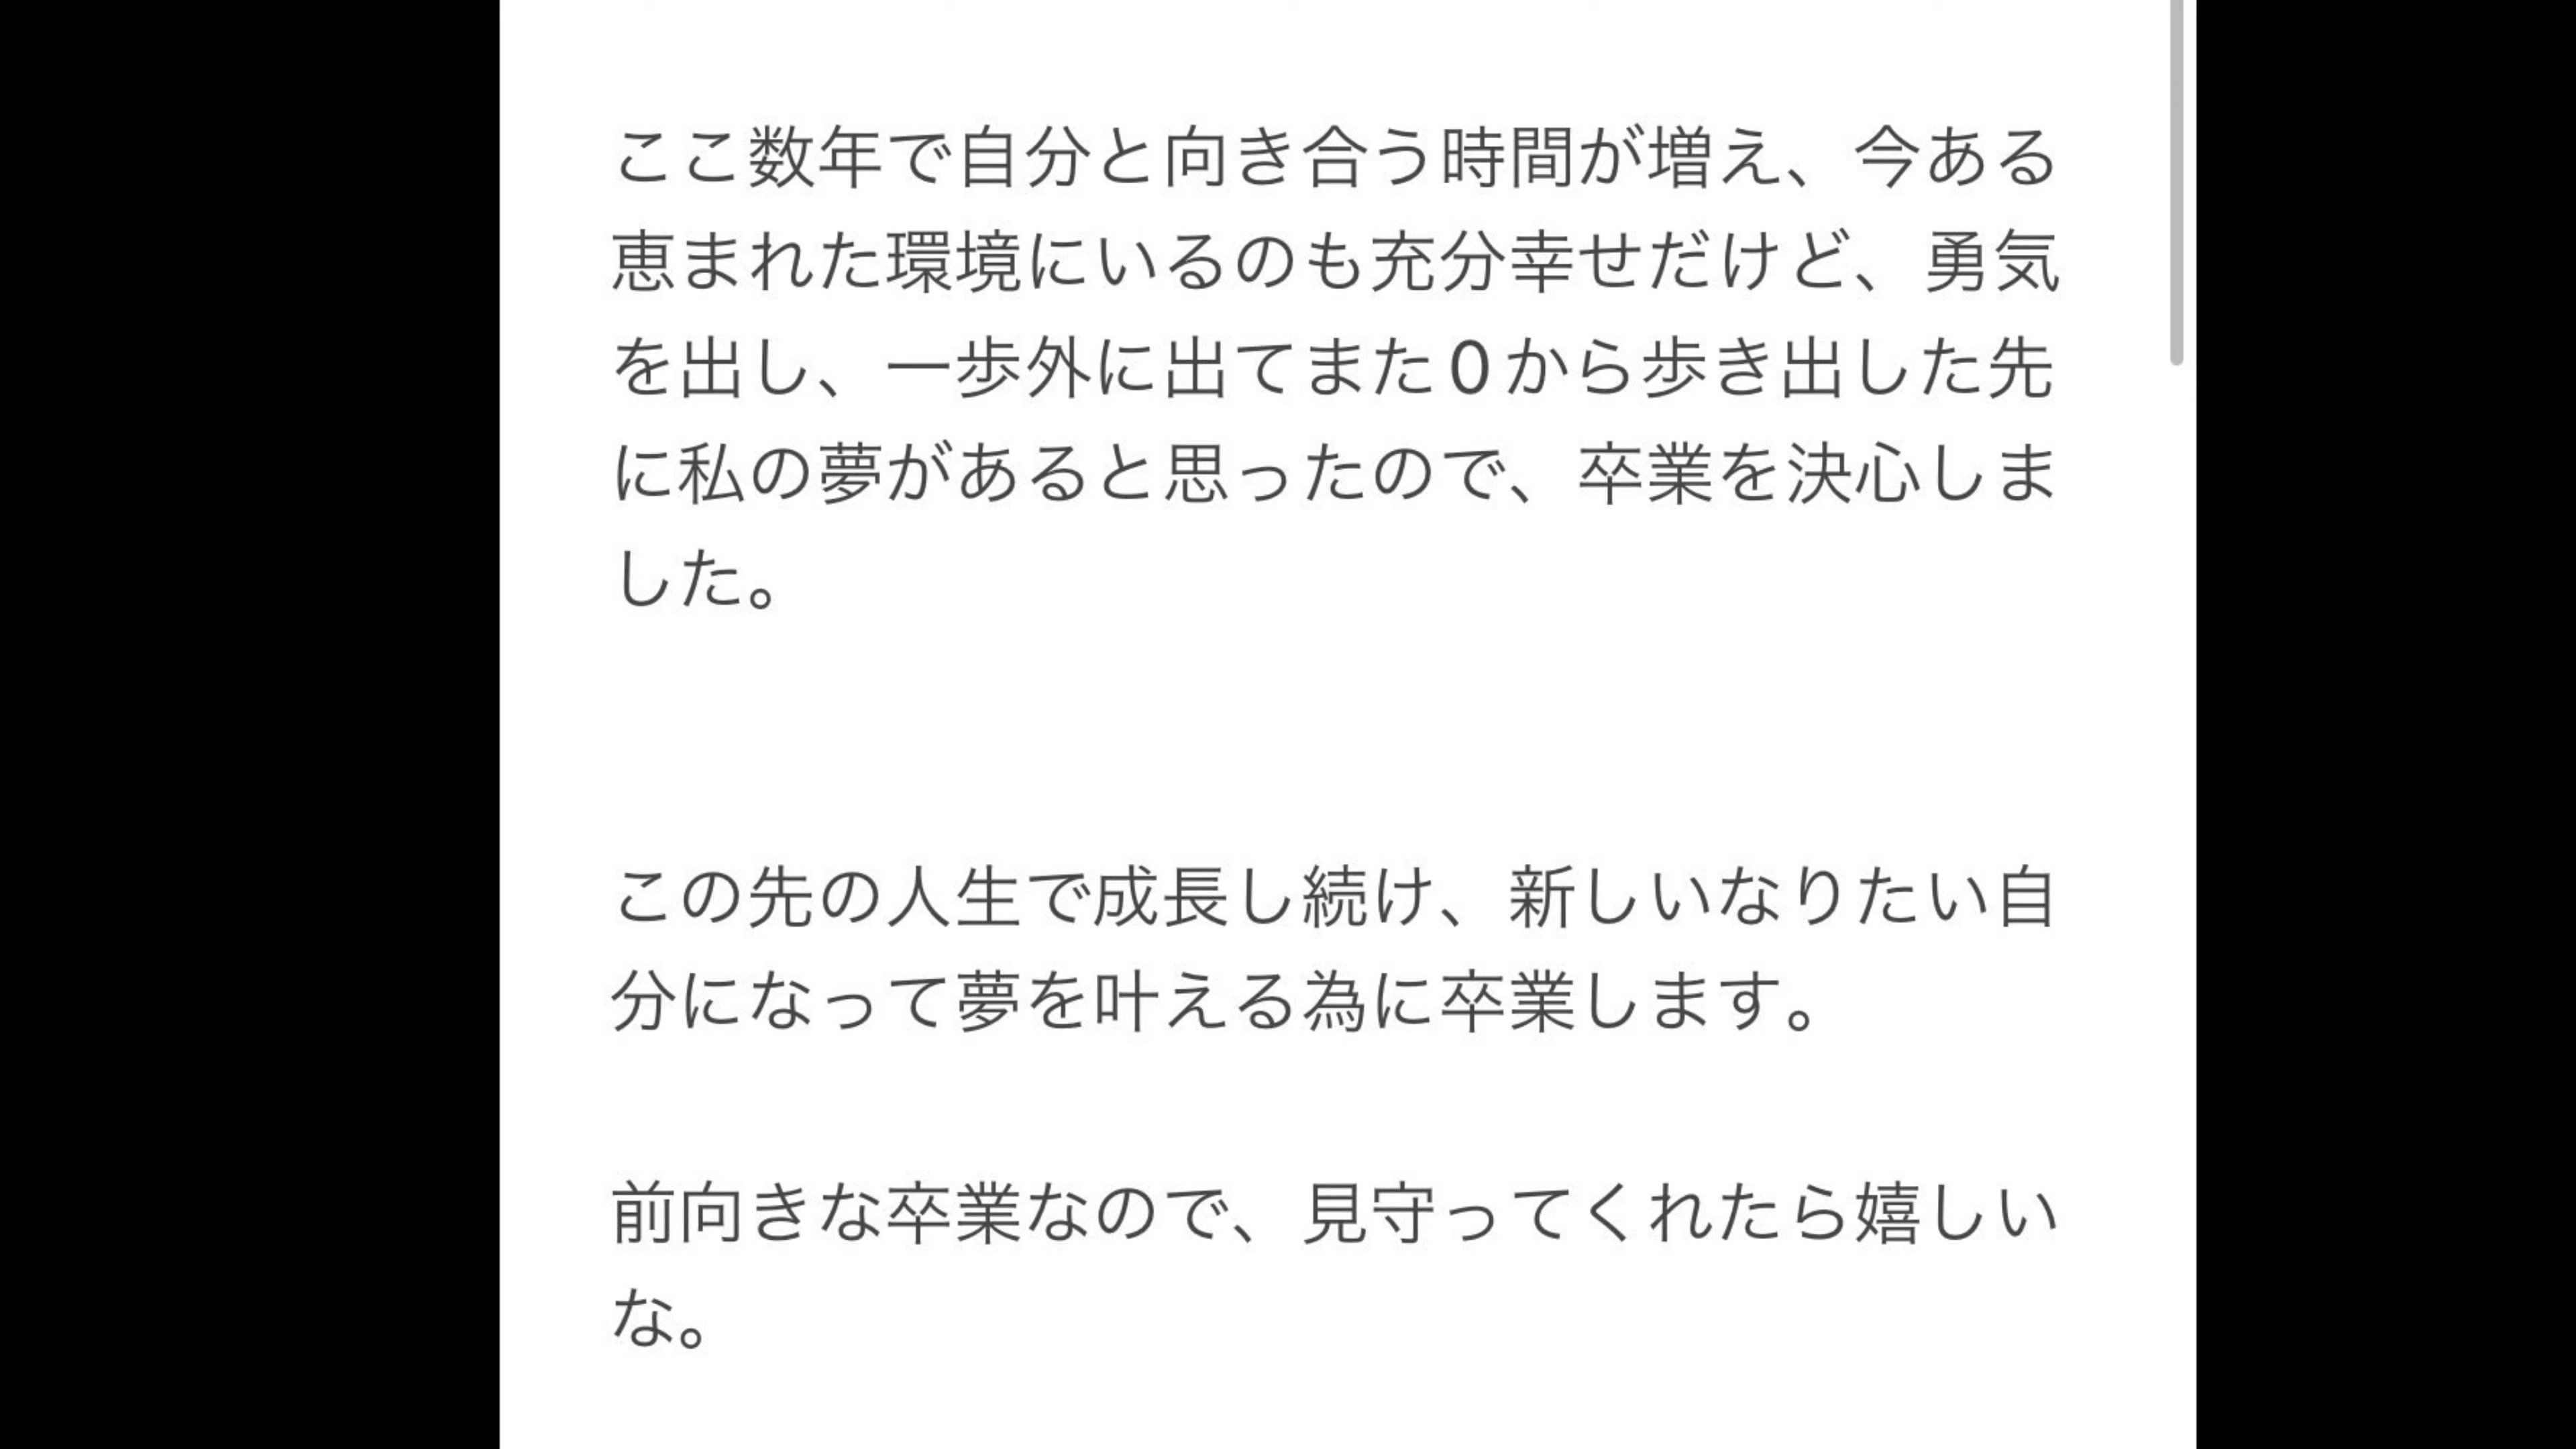 ここ数年で自分と向き合う時間が増え、今ある
恵まれた環境にいるのも充分幸せだけど、勇気
を出し、一歩外に出てまた0から歩き出した先
に私の夢があると思ったので、卒業を決心しま
した。
この先の人生で成長し続け、新しいなりたい自
分になって夢を叶える為に卒業します。
前向きな卒業なので、見守ってくれたら嬉しい
な。